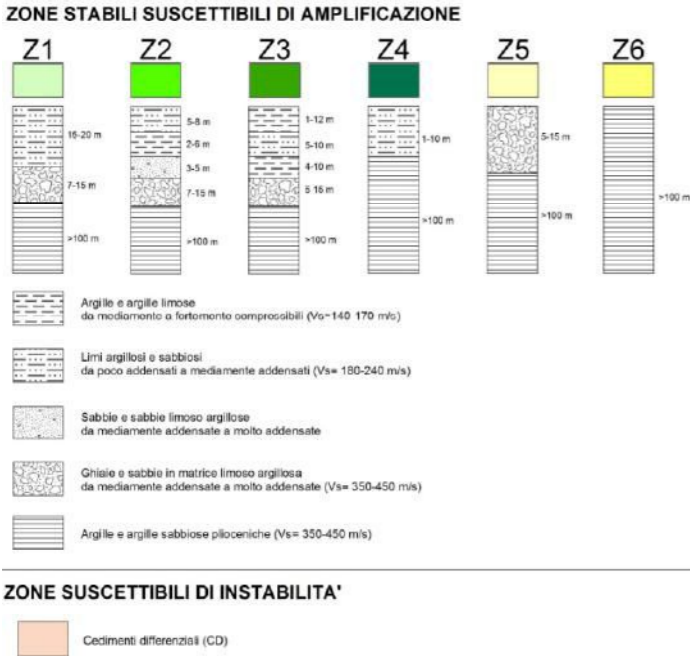 ZONE STABILI SUSCETTIBILI DI AMPLIFICAZIONE
Z1 Z2 Z3 Z4 Z5 Z6
15-20 m
7-15 m
>100 m
5-8 m
2-6 m
3-5 m
7-15 m
>100 m
1-12 m
5-10 m
4-10 m
5 15 m
>100 m
1-10 m
>100 m
5-15 m
>100 m
>100 m
Argille e argille limose
da mediamente a fortemente compressibili (Vs=140-170 m/s)
Limi argillosi e sabbiosi
da poco addensati a mediamente addensati (Vs= 180-240 m/s)
Sabbie e sabbie limoso argillose
da mediamente addensate a molto addensate
Ghiaie e sabbie in matrice limoso argillosa
da mediamente addensate a molto addensate (Vs= 350-450 m/s)
Argille e argille sabbiose plioceniche (Vs= 350-450 m/s)
ZONE SUSCETTIBILI DI INSTABILITA'
Cedimenti differenziali (CD)